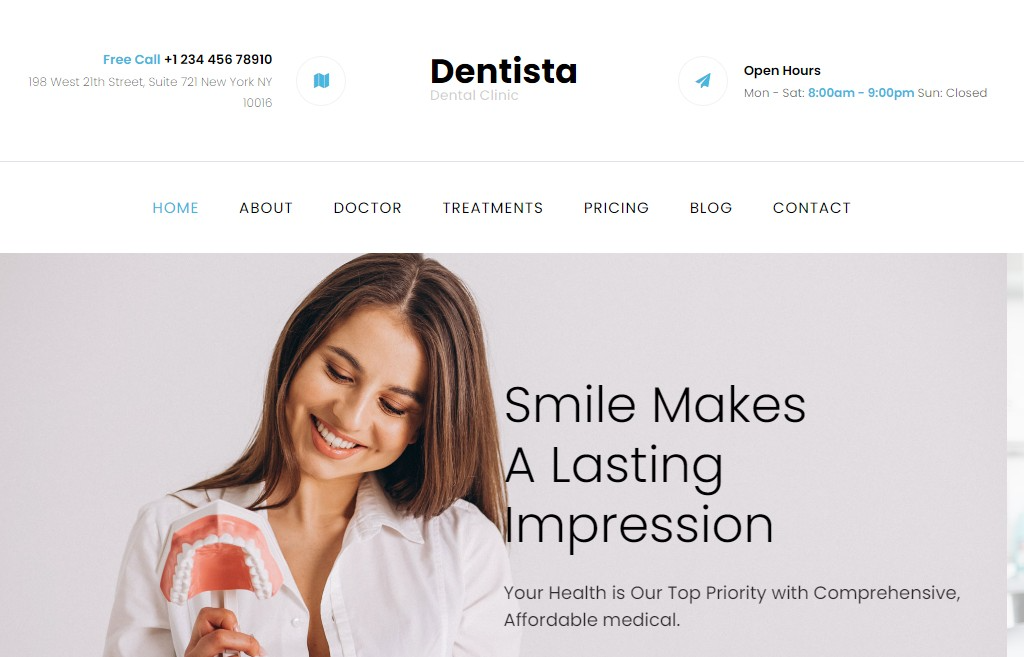 Free Call +1 234 456 78910
198 West 21th Street, Suite 721 New York NY
10016
Dentista
Dental Clinic
Open Hours
Mon - Sat: 8:00am - 9:00pm Sun: Closed
HOME ABOUT DOCTOR TREATMENTS PRICING BLOG CONTACT
Smile Makes
A Lasting
Impression
Your Health is Our Top Priority with Comprehensive,
Affordable medical.